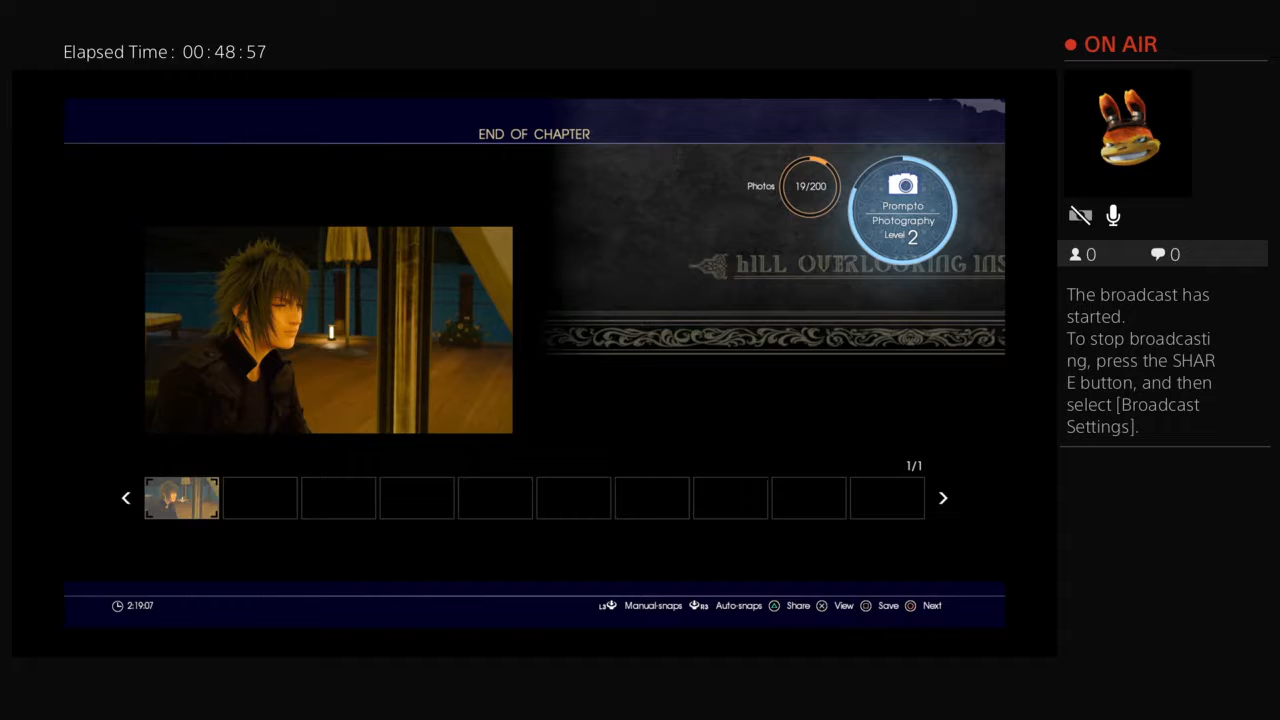 Elapsed Time: 00:48:57
ON AIR
END OF CHAPTER
Photos
19/200
Prompto
Photography
Level 2
HILL OVERLOOKING INS
0
0
The broadcast has
started.
To stop broadcasti
ng, press the SHAR
E button, and then
select [Broadcast
Settings].
1/1
2:19:07
L3 Manual-snaps R3 Auto-snaps Share View Save Next